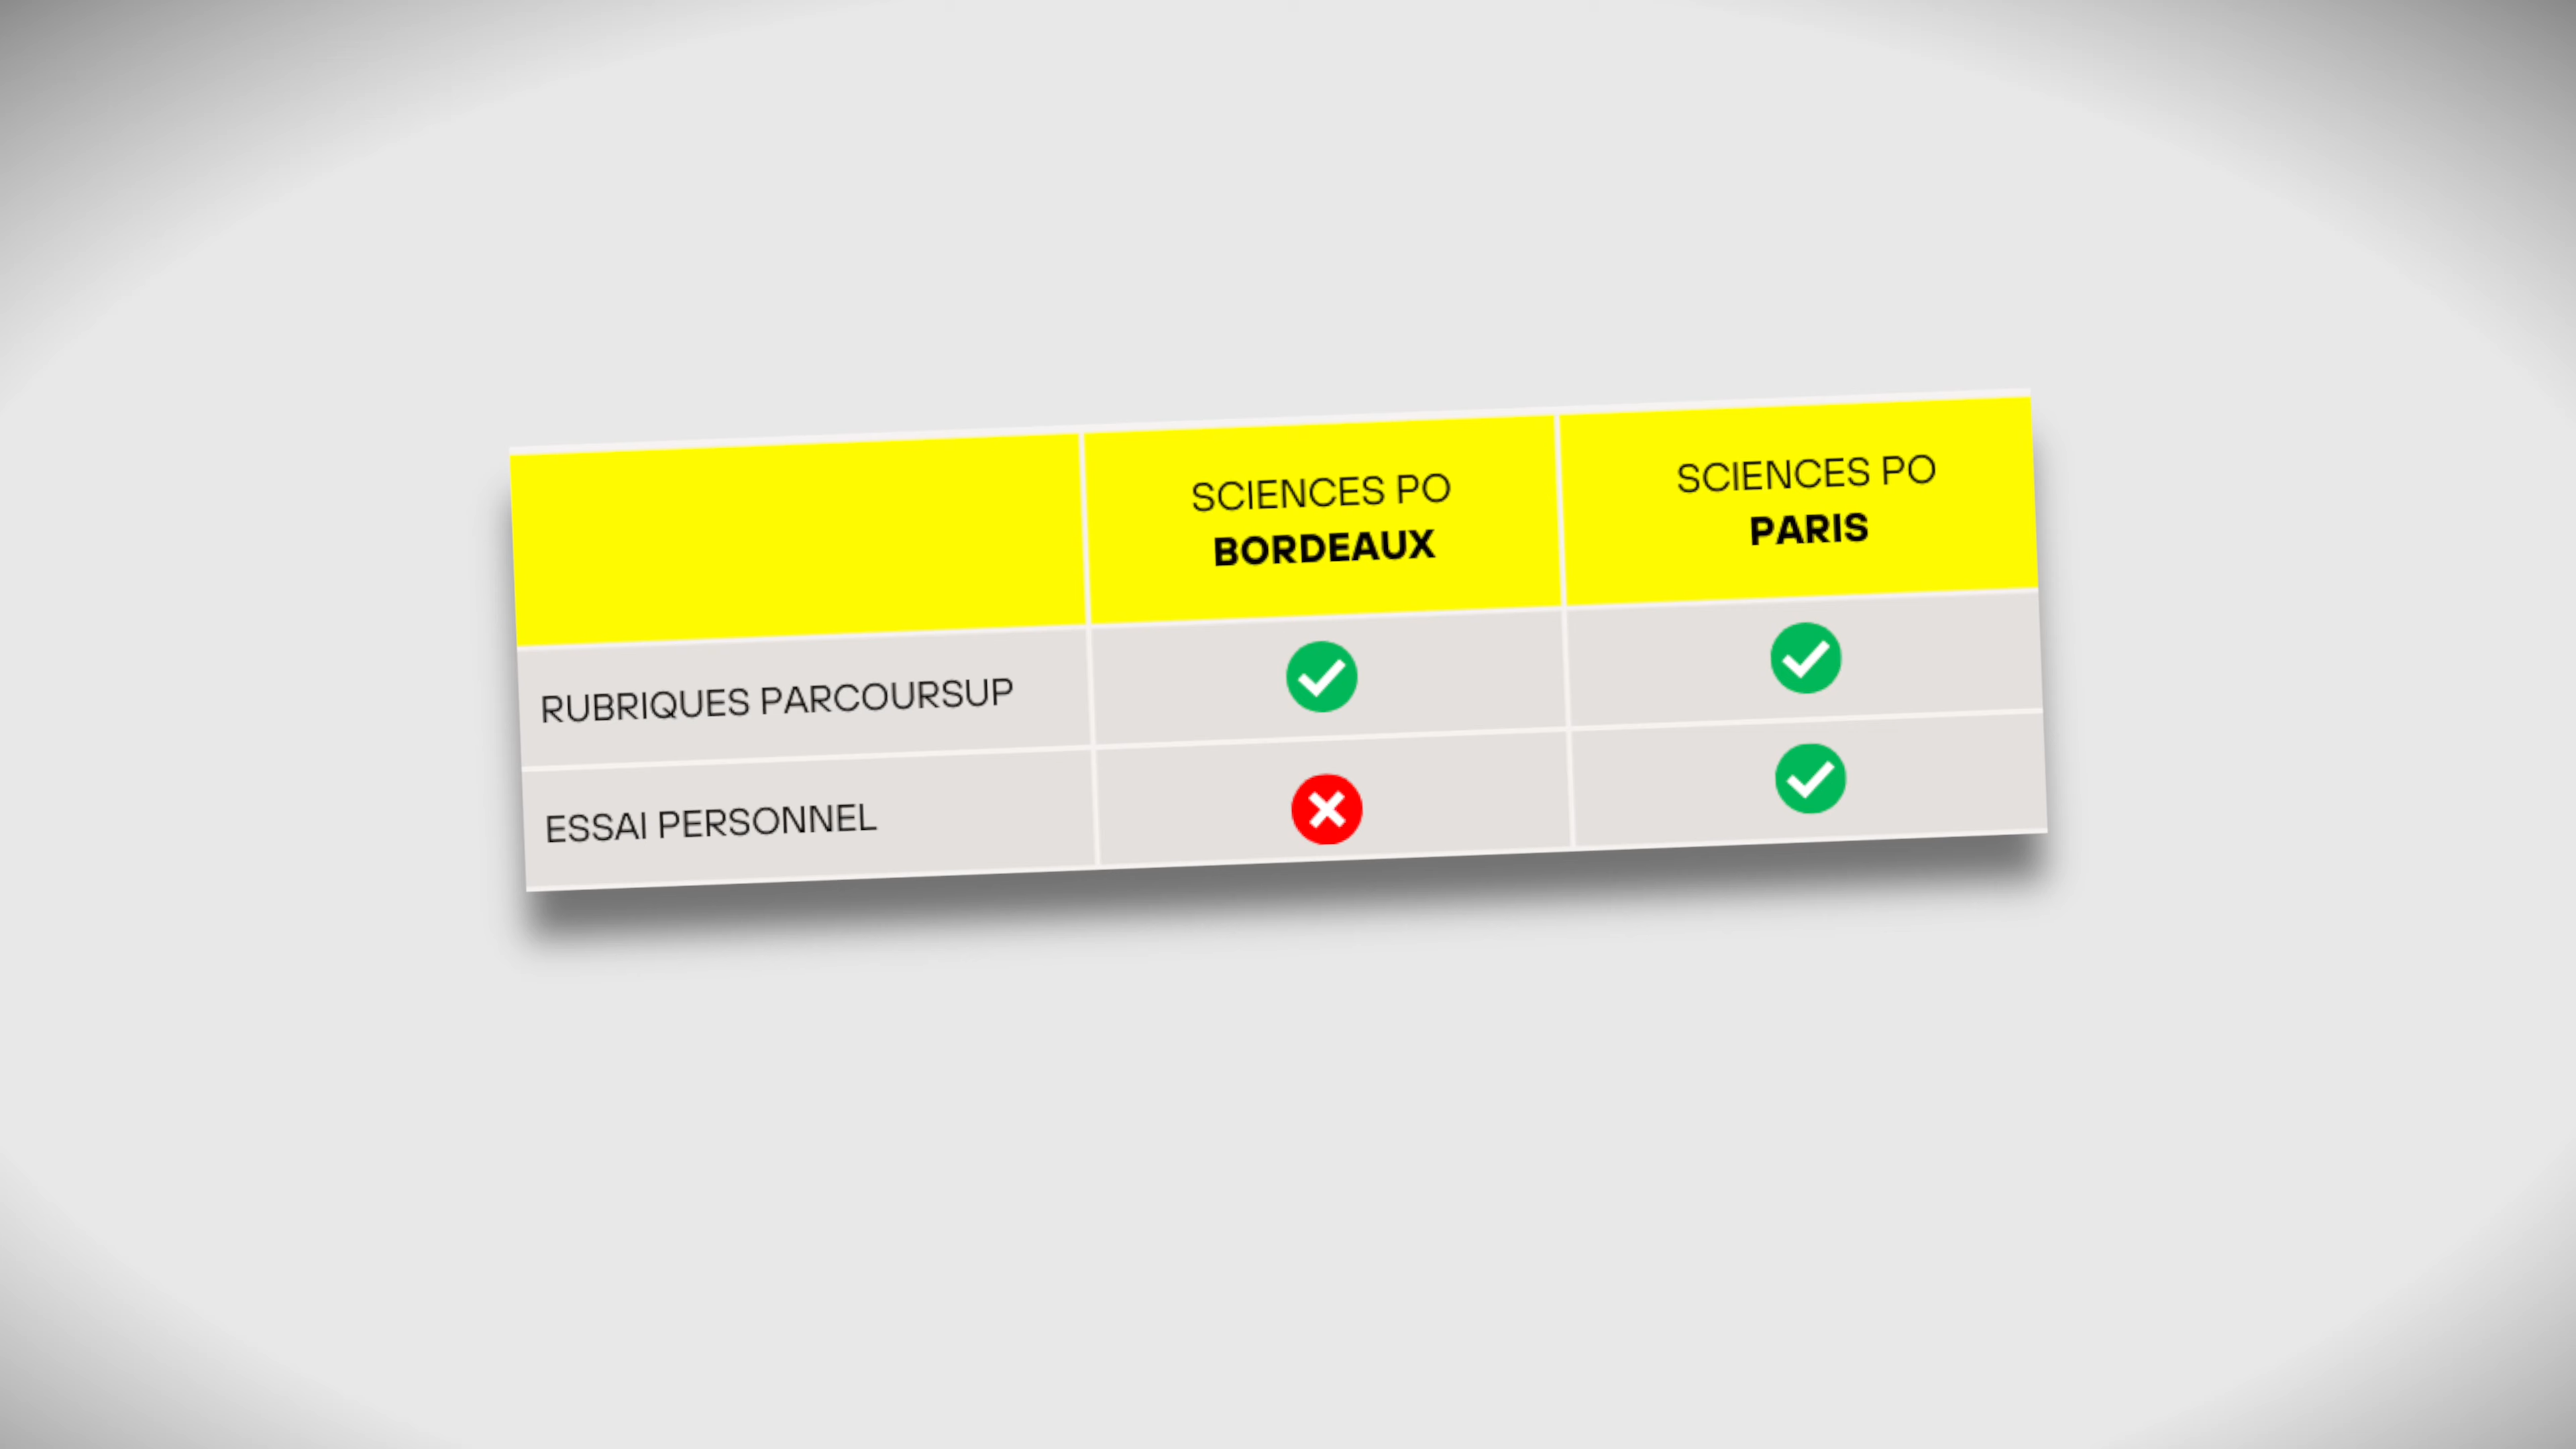 SCIENCES PO
BORDEAUX
SCIENCES PO
PARIS
RUBRIQUES PARCOURSUP
ESSAI PERSONNEL